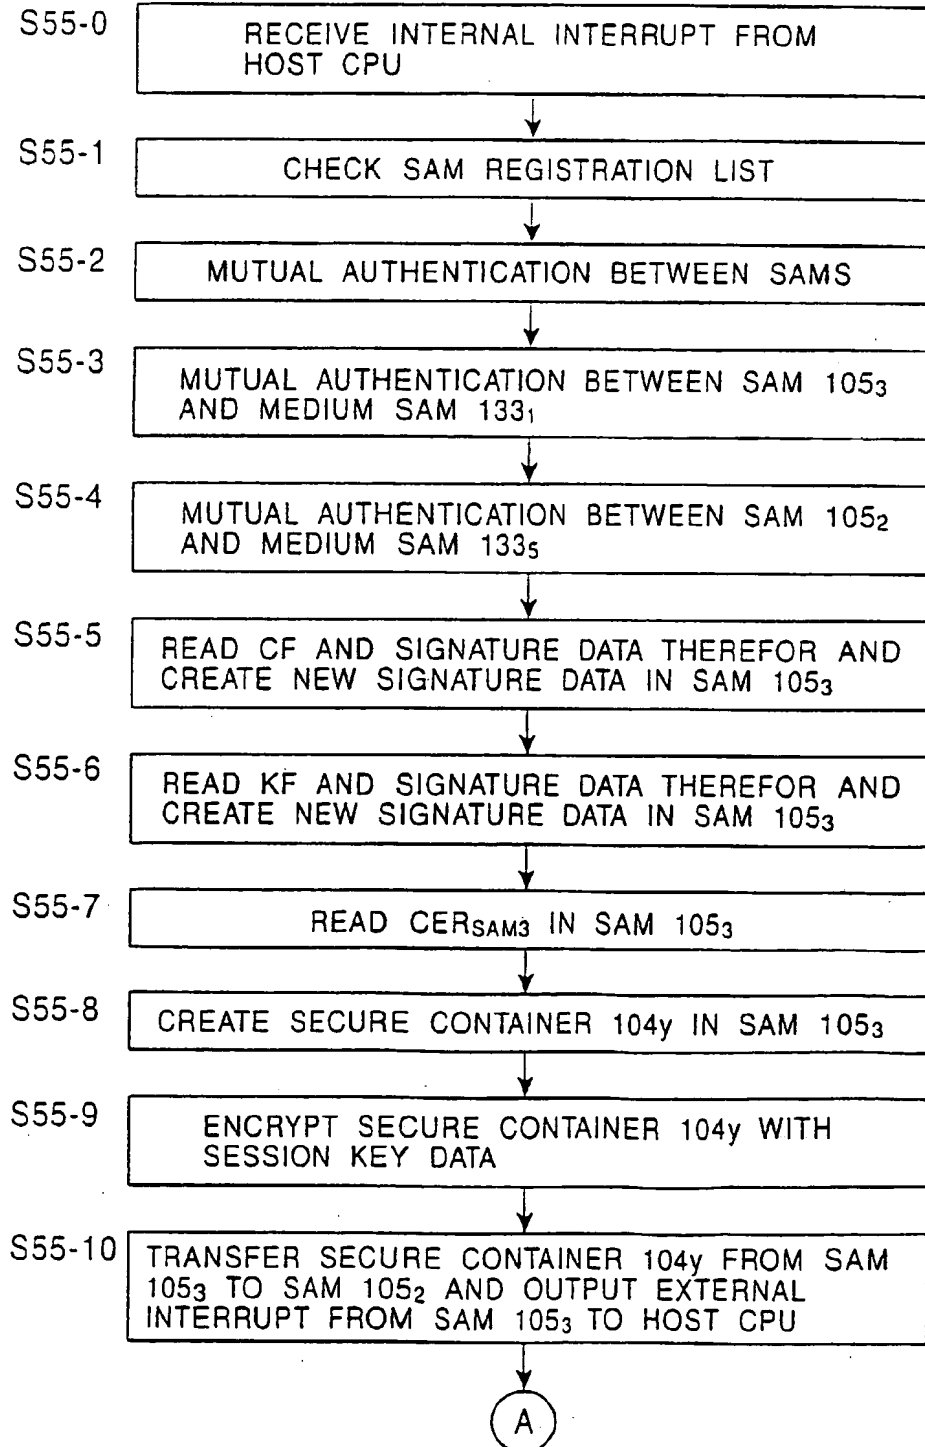 S55-0
RECEIVE INTERNAL INTERRUPT FROM
HOST CPU
S55-1
CHECK SAM REGISTRATION LIST
S55-2
MUTUAL AUTHENTICATION BETWEEN SAMS
S55-3
MUTUAL AUTHENTICATION BETWEEN SAM 105₃
AND MEDIUM SAM 133₁
S55-4
MUTUAL AUTHENTICATION BETWEEN SAM 105₂
AND MEDIUM SAM 133₅
S55-5
READ CF AND SIGNATURE DATA THEREFOR AND
CREATE NEW SIGNATURE DATA IN SAM 105₃
S55-6
READ KF AND SIGNATURE DATA THEREFOR AND
CREATE NEW SIGNATURE DATA IN SAM 105₃
S55-7
READ CER_SAM3 IN SAM 105₃
S55-8
CREATE SECURE CONTAINER 104y IN SAM 105₃
S55-9
ENCRYPT SECURE CONTAINER 104y WITH
SESSION KEY DATA
S55-10
TRANSFER SECURE CONTAINER 104y FROM SAM
105₃ TO SAM 105₂ AND OUTPUT EXTERNAL
INTERRUPT FROM SAM 105₃ TO HOST CPU
A